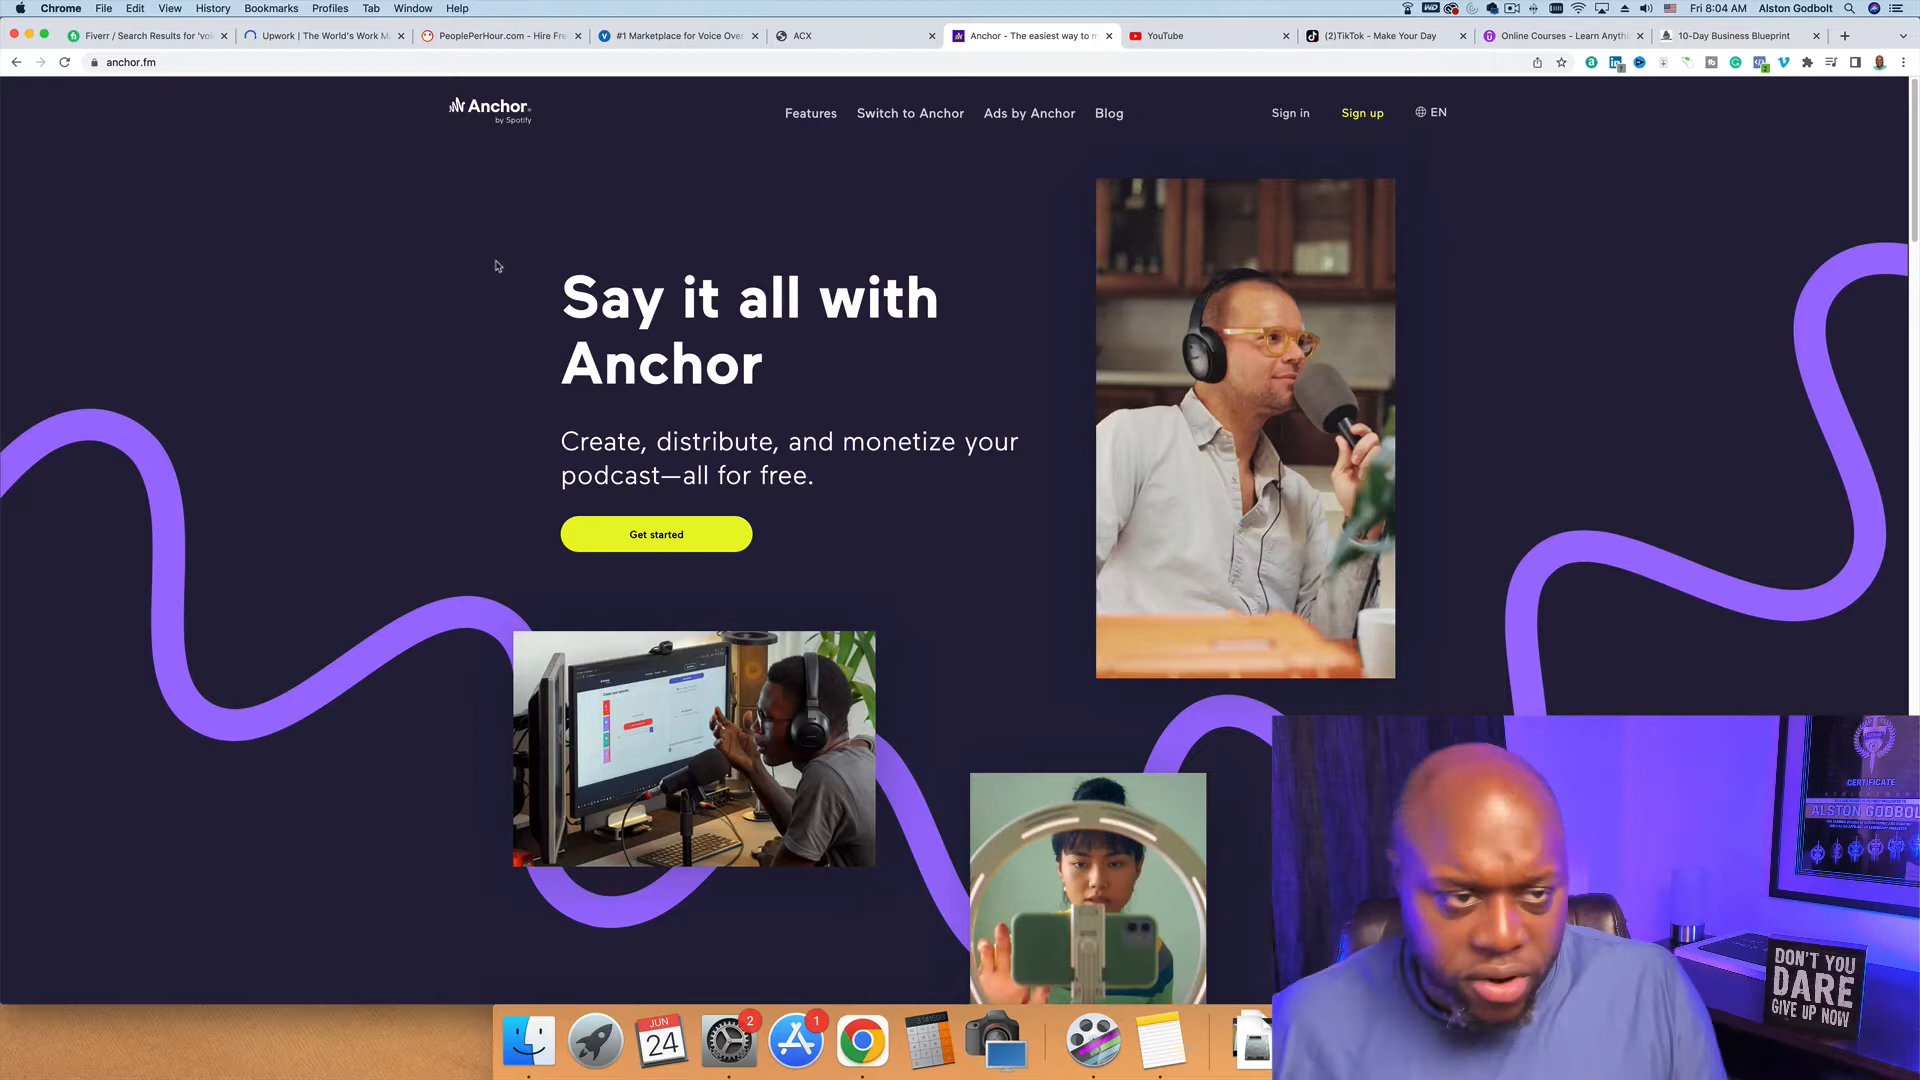 Chrome File Edit View History Bookmarks Profiles Tab Window Help
Fri 8:04 AM Alston Godbolt
Fiverr / Search Results for 'voi
Upwork | The World's Work M
PeoplePerHour.com - Hire Fre
#1 Marketplace for Voice Over
ACX
Anchor - The easiest way to m
YouTube
(2)TikTok - Make Your Day
Online Courses - Learn Anythi
10-Day Business Blueprint
anchor.fm
Anchor
by Spotify
Features Switch to Anchor Ads by Anchor Blog
Sign in Sign up EN
Say it all with
Anchor
Create, distribute, and monetize your
podcast—all for free.
Get started
CERTIFICATE
ALSTON GODBOL
DON'T YOU
DARE
GIVE UP NOW
JUN
24
2
1